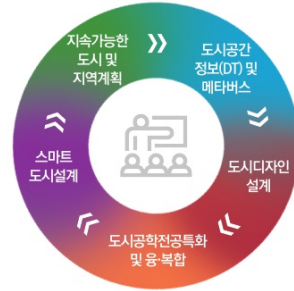 지속가능한
도시 및
지역계획
도시공간
정보(DT) 및
메타버스
도시디자인
설계
도시공학전공특화
및 융·복합
스마트
도시설계